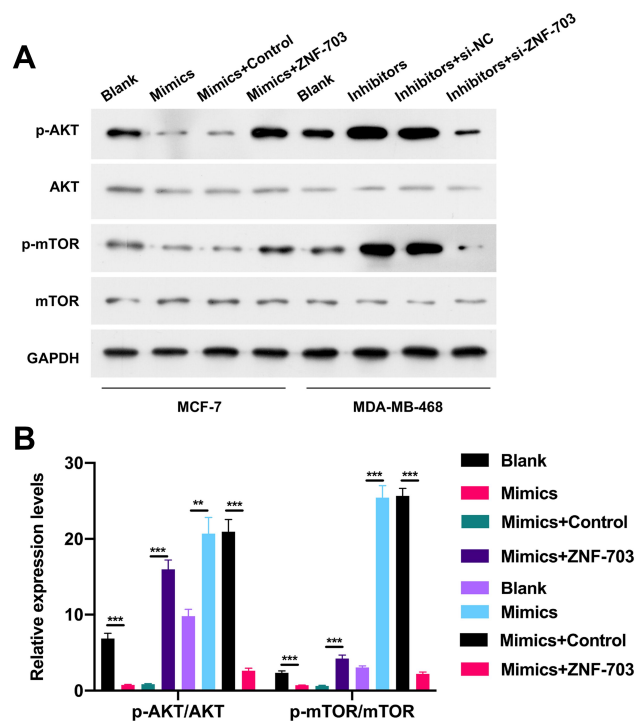 A
Blank
Mimics
Mimics+Control
Mimics+ZNF-703
Blank
Inhibitors
Inhibitors+si-NC
Inhibitors+si-ZNF-703
p-AKT
AKT
p-mTOR
mTOR
GAPDH
MCF-7
MDA-MB-468
B
Relative expression levels
30
20
10
0
***
***
**
***
***
***
***
***
p-AKT/AKT
p-mTOR/mTOR
Blank
Mimics
Mimics+Control
Mimics+ZNF-703
Blank
Mimics
Mimics+Control
Mimics+ZNF-703